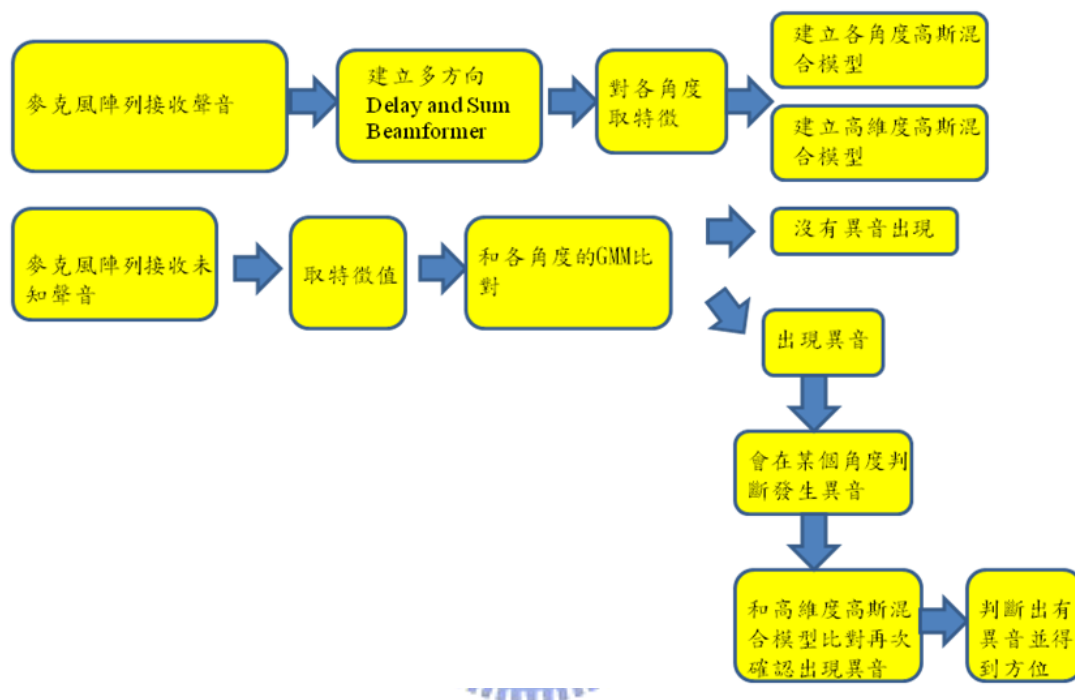 麥克風陣列接收聲音
建立多方向
Delay and Sum
Beamformer
對各角度
取特徵
建立各角度高斯混
合模型
建立高維度高斯混
合模型
麥克風陣列接收未
知聲音
取特徵值
和各角度的GMM比
對
沒有異音出現
出現異音
會在某個角度判
斷發生異音
和高維度高斯混
合模型比對再次
確認出現異音
判斷出有
異音並得
到方位